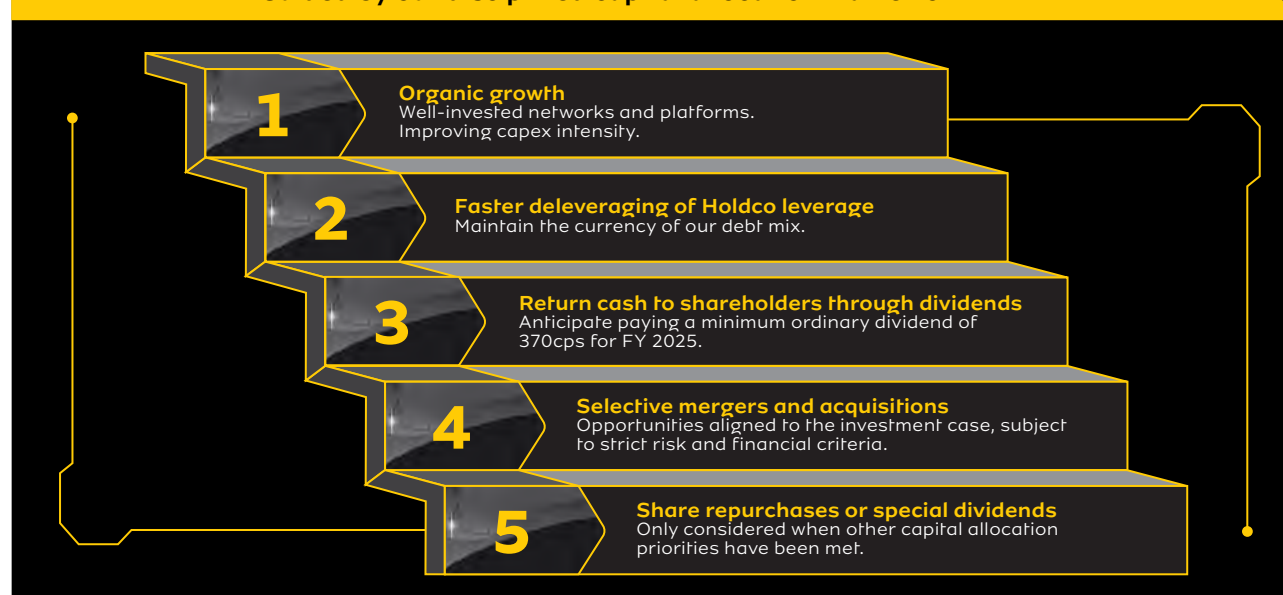 1
Organic growth
Well-invested networks and platforms.
Improving capex intensity.
2
Faster deleveraging of Holdco leverage
Maintain the currency of our debt mix.
3
Return cash to shareholders through dividends
Anticipate paying a minimum ordinary dividend of
370cps for FY 2025.
4
Selective mergers and acquisitions
Opportunities aligned to the investment case, subject
to strict risk and financial criteria.
5
Share repurchases or special dividends
Only considered when other capital allocation
priorities have been met.